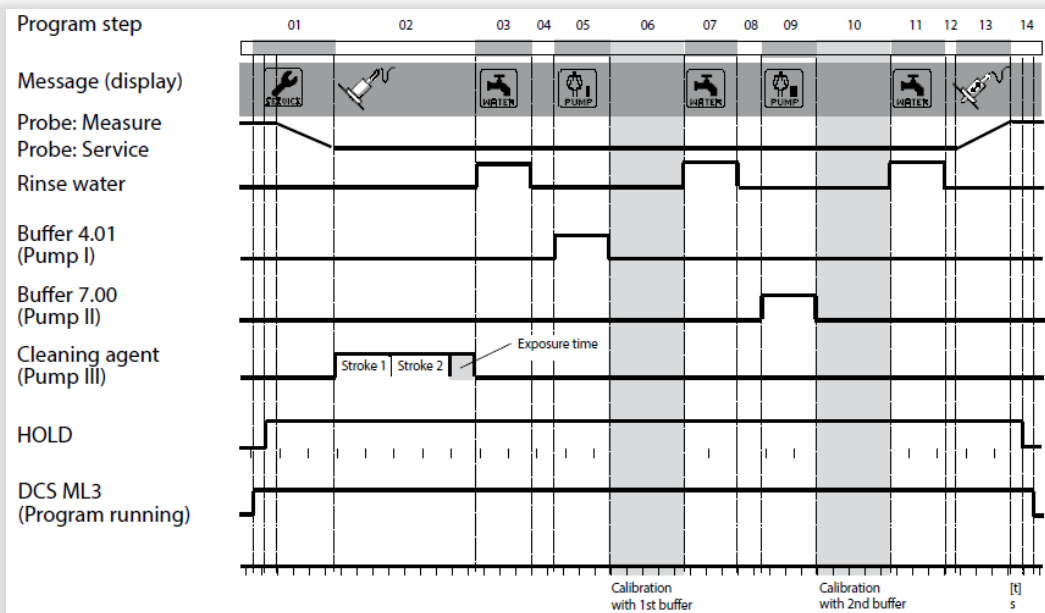 Program step 01 02 03 04 05 06 07 08 09 10 11 12 13 14
Message (display)
SERVICE WATER PUMP WATER PUMP WATER
Probe: Measure
Probe: Service
Rinse water
Buffer 4.01
(Pump I)
Buffer 7.00
(Pump II)
Cleaning agent
(Pump III)
Exposure time
Stroke 1 Stroke 2
HOLD
DCS ML3
(Program running)
Calibration
with 1st buffer
Calibration
with 2nd buffer
[t]
s